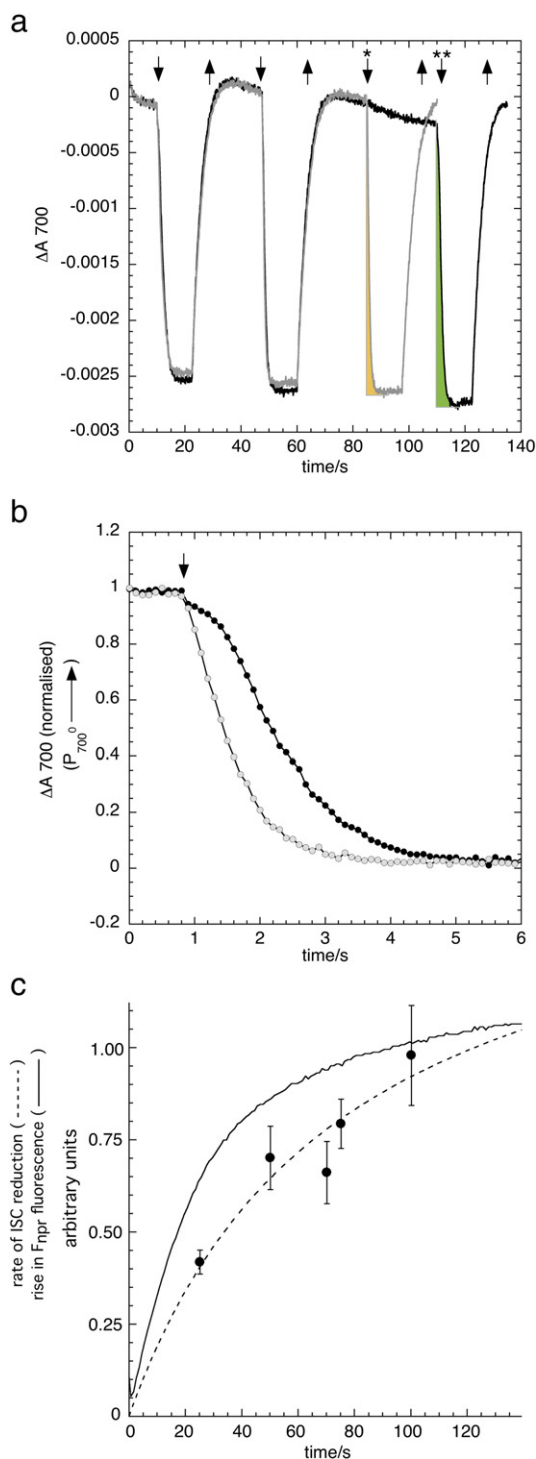 a
0.0005
0
-0.0005
-0.001
-0.0015
-0.002
-0.0025
-0.003
ΔA 700
* **
0 20 40 60 80 100 120 140
time/s
b
1.2
1
0.8
0.6
0.4
0.2
0
-0.2
ΔA 700 (normalised)
(P700⁰ → )
0 1 2 3 4 5 6
time/s
c
1.00
0.75
0.50
0.25
0
rate of ISC reduction ( ----- )
rise in Fnpr fluorescence ( —— )
arbitrary units
0 20 40 60 80 100 120
time/s